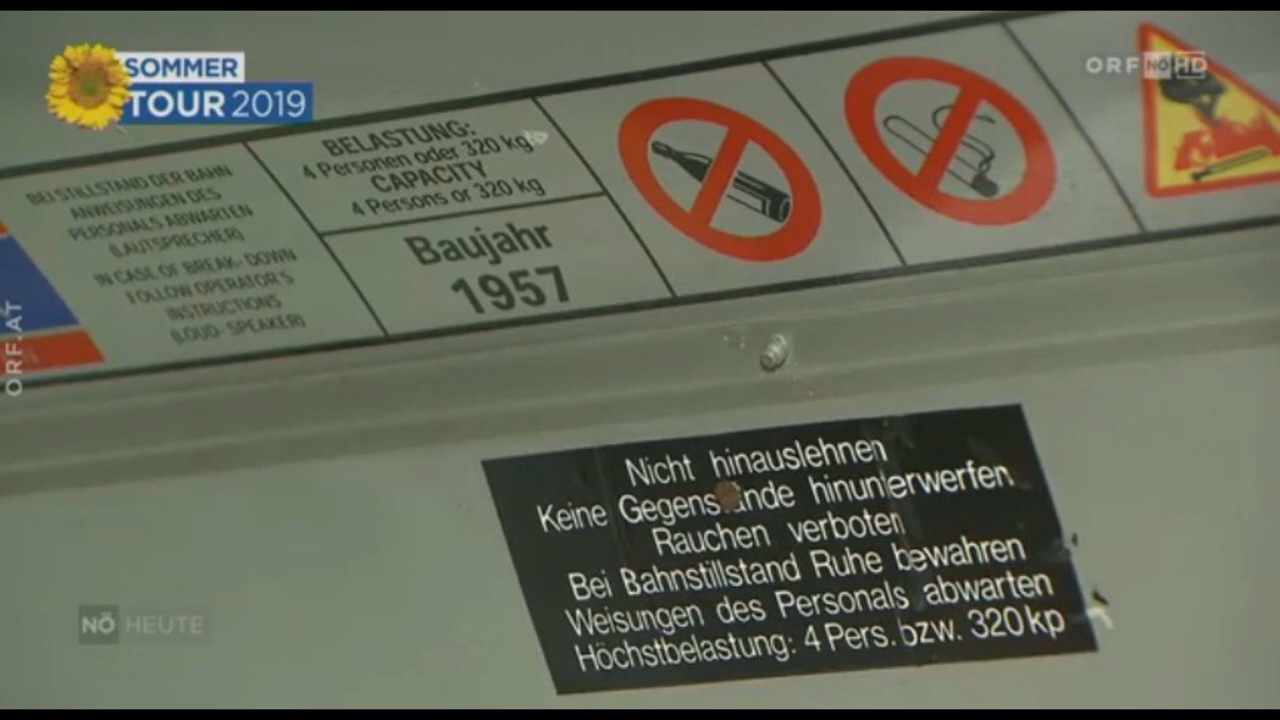 SOMMER
TOUR 2019
ORF NÖ HD
BEI STILLSTAND DER BAHN
ANWEISUNGEN DES
PERSONALS ABWARTEN
(LAUTSPRECHER)
IN CASE OF BREAK- DOWN
FOLLOW OPERATOR'S
INSTRUCTIONS
(LOUD- SPEAKER)
BELASTUNG:
4 Personen oder 320 kg
CAPACITY
4 Persons or 320 kg
Baujahr
1957
ORF.AT
Nicht hinauslehnen
Keine Gegenstände hinunterwerfen
Rauchen verboten
Bei Bahnstillstand Ruhe bewahren
Weisungen des Personals abwarten
Höchstbelastung: 4 Pers. bzw. 320 kp
NÖ HEUTE